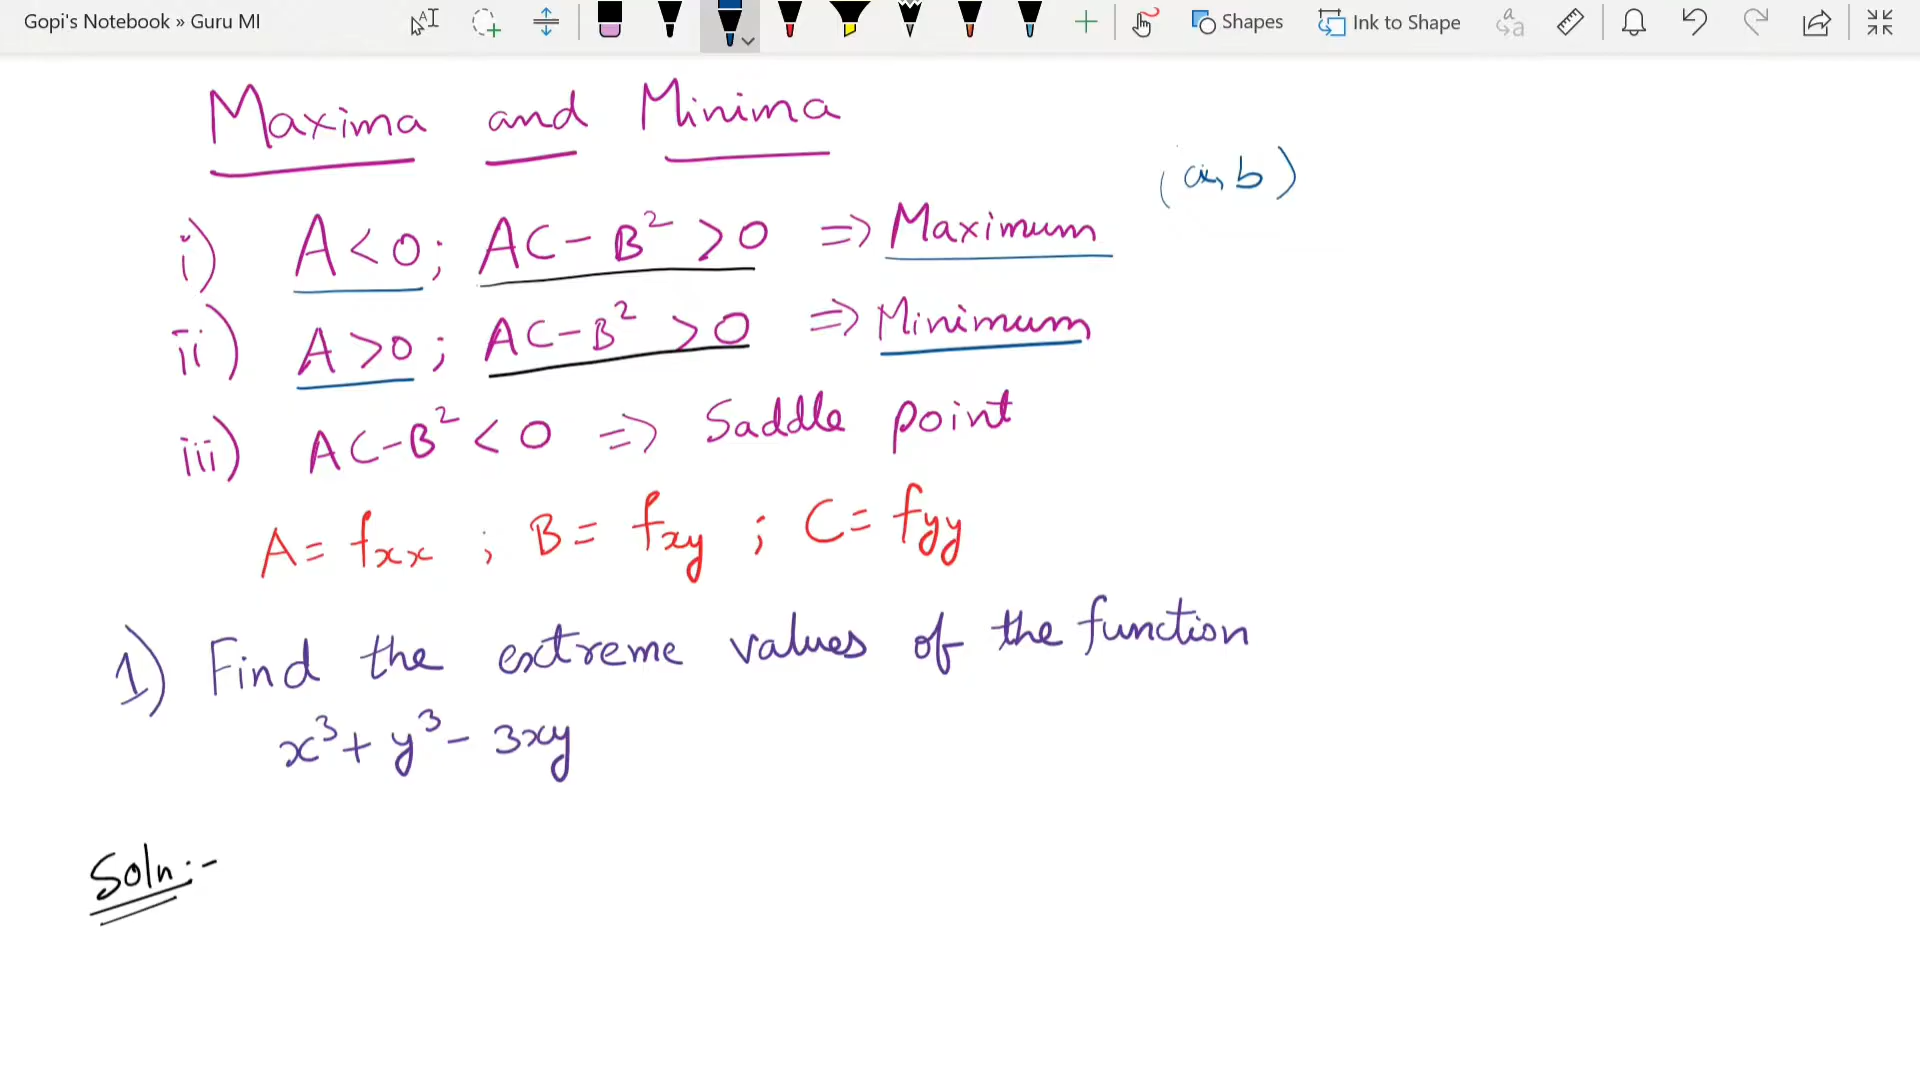 Gopi's Notebook » Guru MI
Shapes
Ink to Shape
Maxima and Minima
(a, b)
i) A<0; AC-B²>0 => Maximum
ii) A>0; AC-B²>0 => Minimum
iii) AC-B²<0 => Saddle point
A= fxx ; B= fxy ; C= fyy
1) Find the extreme values of the function
x³+y³-3xy
Soln:-